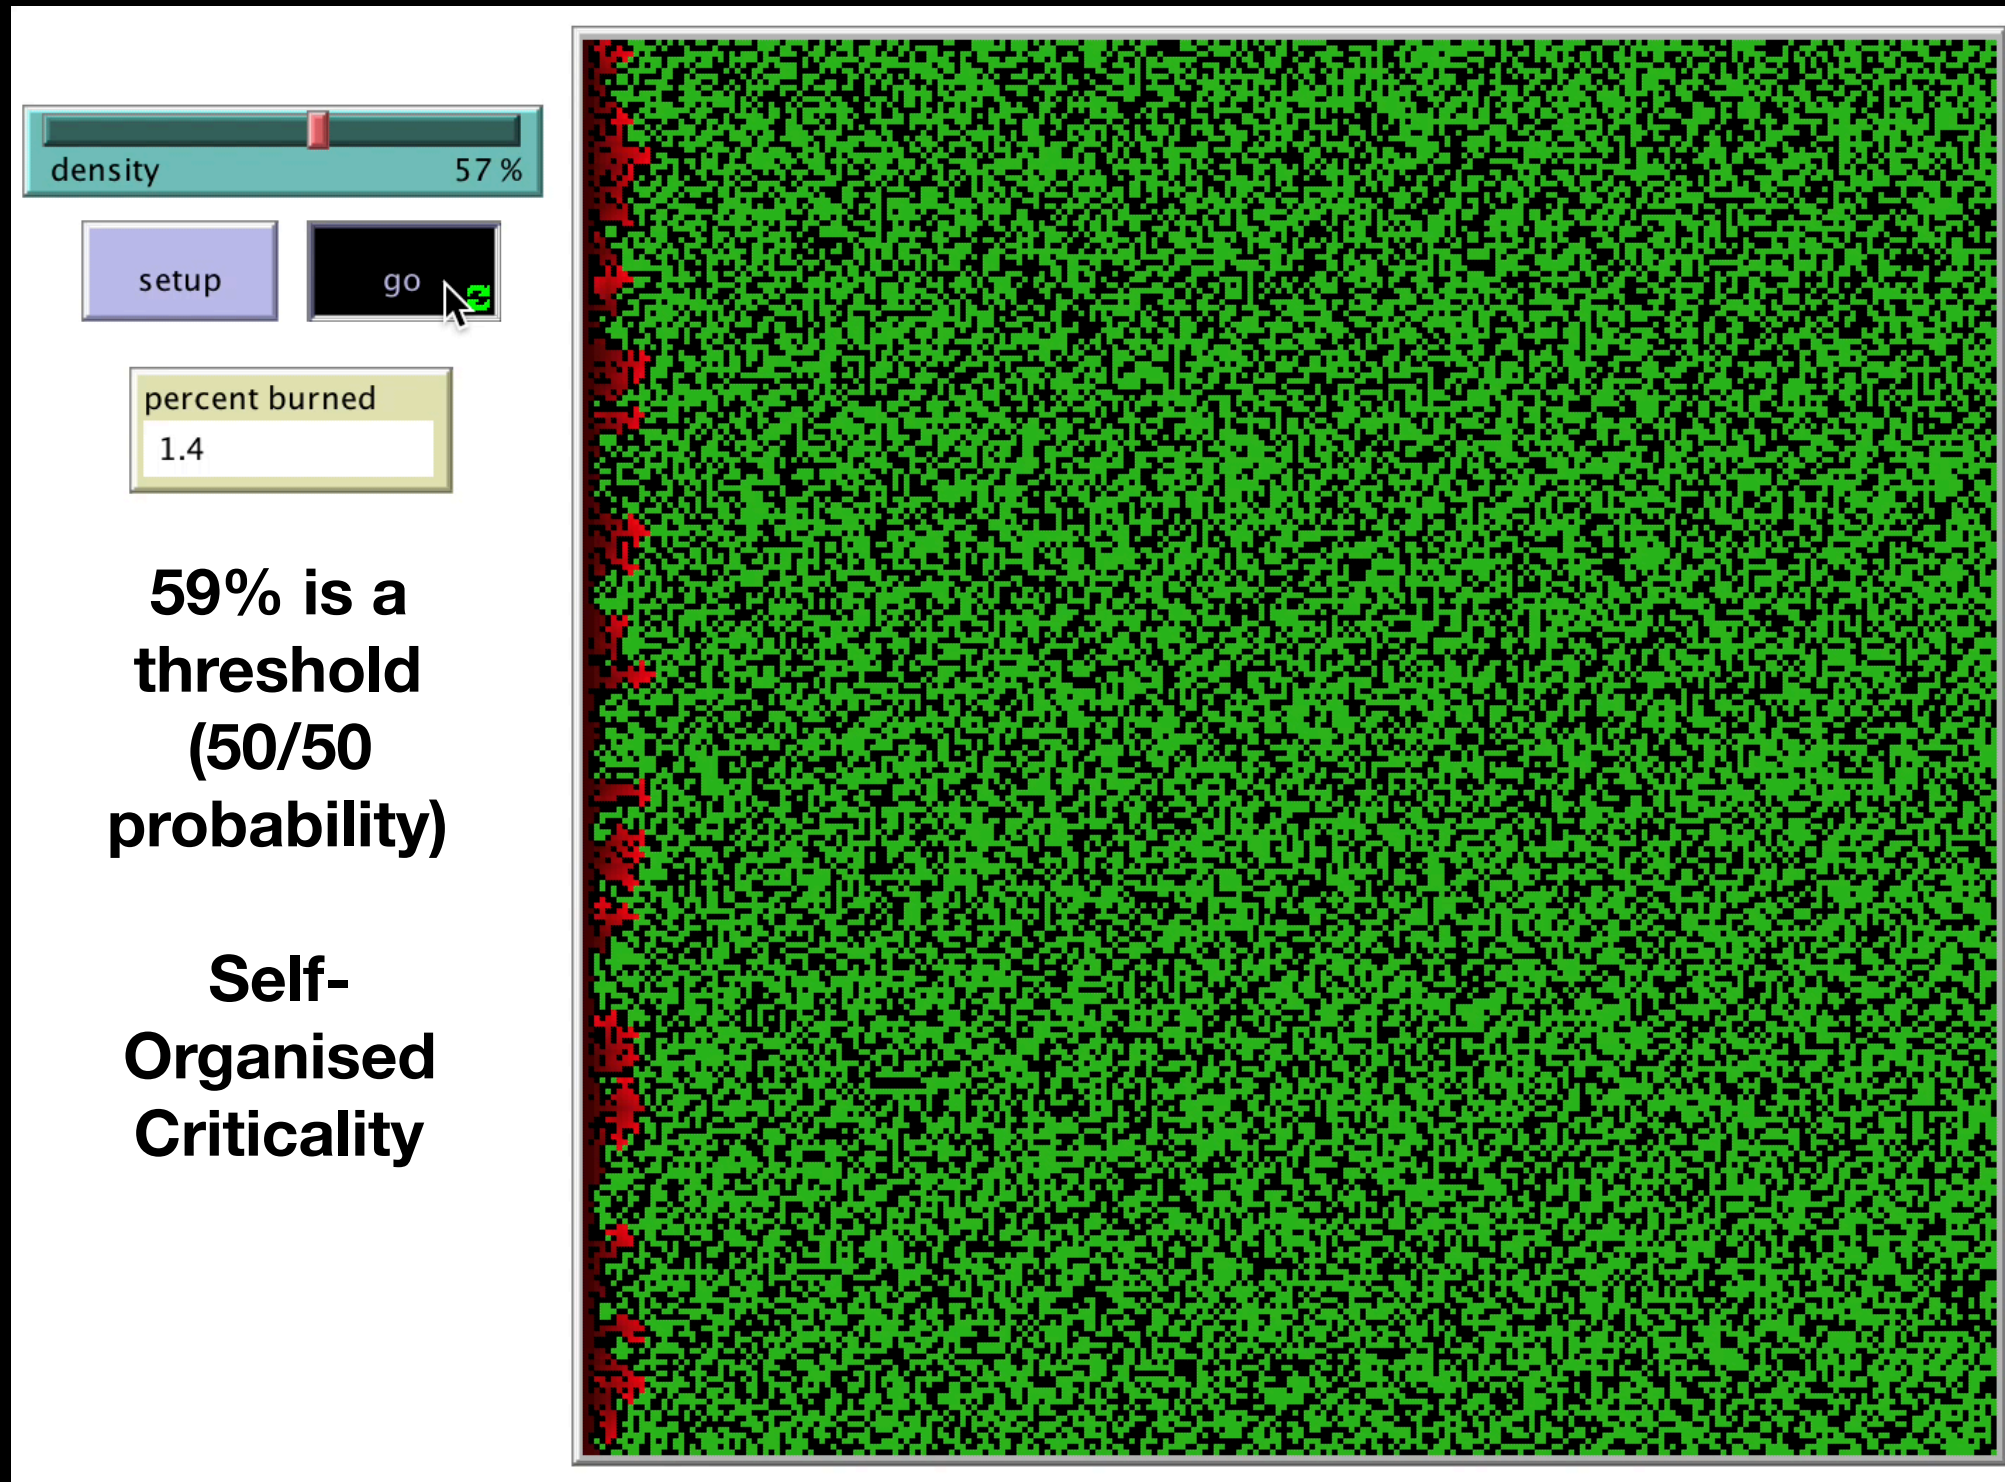 density 57 %
setup go
percent burned
1.4
59% is a
threshold
(50/50
probability)
Self-
Organised
Criticality